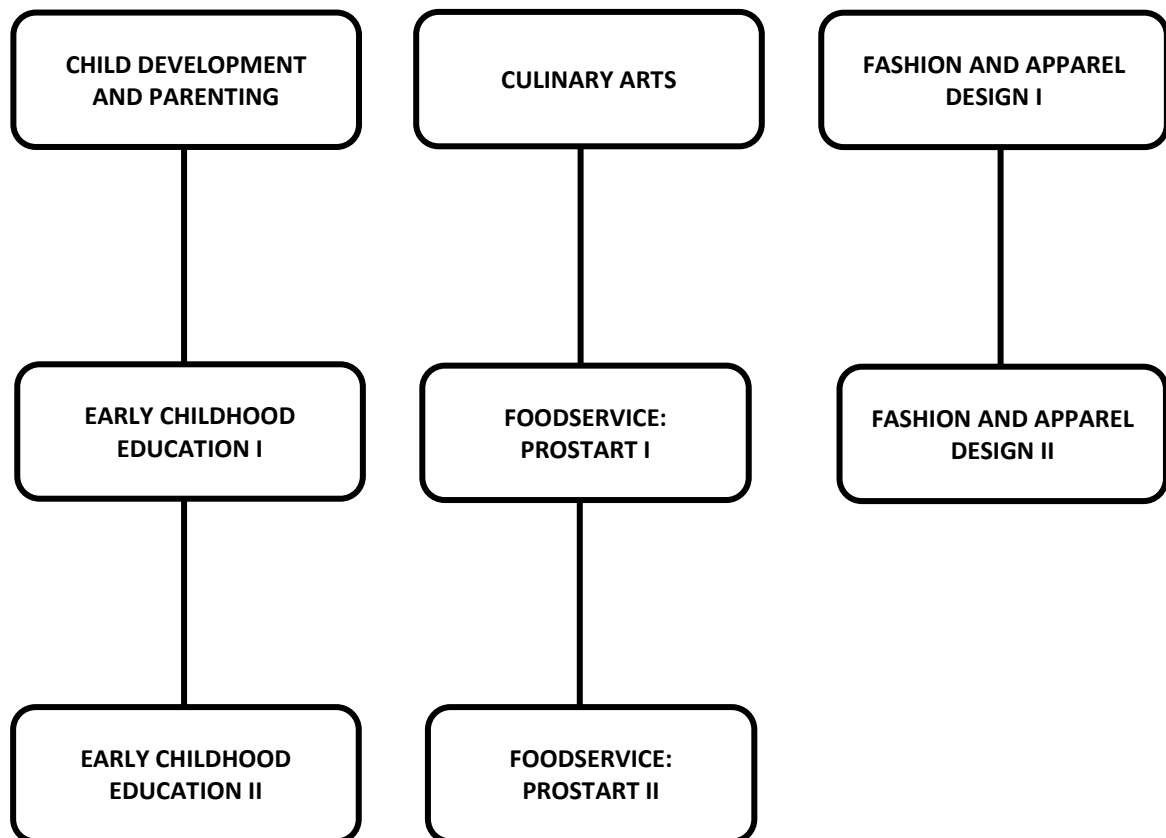 CHILD DEVELOPMENT
AND PARENTING
CULINARY ARTS
FASHION AND APPAREL
DESIGN I
EARLY CHILDHOOD
EDUCATION I
FOODSERVICE:
PROSTART I
FASHION AND APPAREL
DESIGN II
EARLY CHILDHOOD
EDUCATION II
FOODSERVICE:
PROSTART II